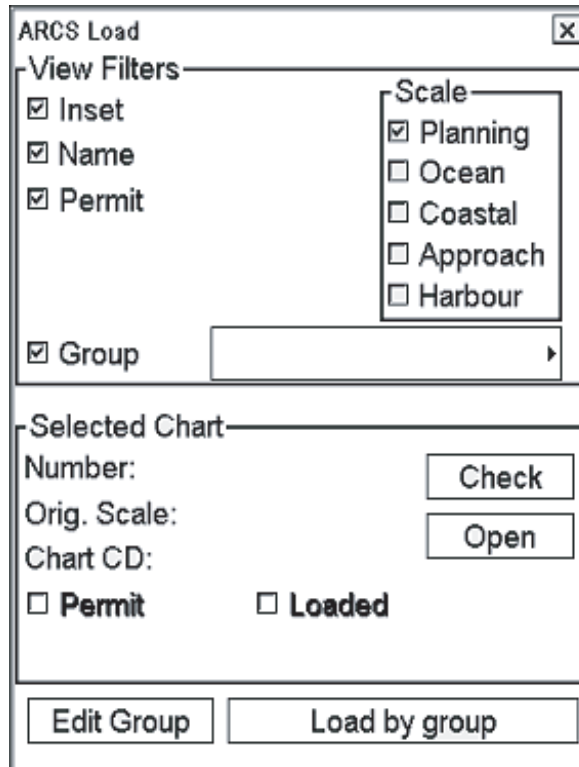 ARCS Load
View Filters
Inset
Name
Permit
Scale
Planning
Ocean
Coastal
Approach
Harbour
Group
Selected Chart
Number:
Orig. Scale:
Chart CD:
Check
Open
Permit Loaded
Edit Group Load by group